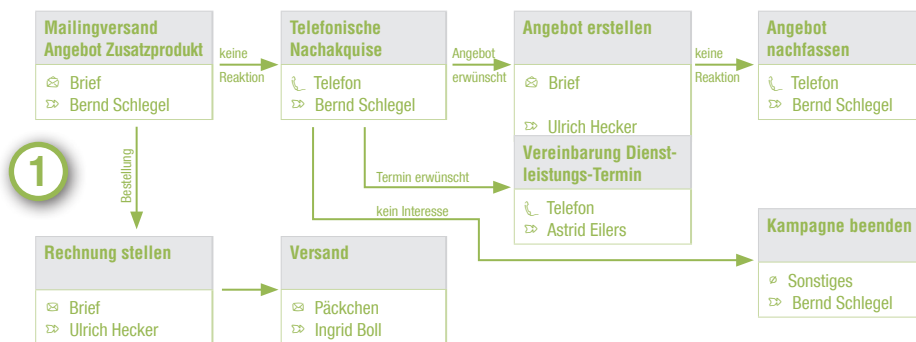 Mailingversand
Angebot Zusatzprodukt
Brief
Bernd Schlegel
keine
Reaktion
Telefonische
Nachakquise
Telefon
Bernd Schlegel
Angebot
erwünscht
Angebot erstellen
Brief
Ulrich Hecker
keine
Reaktion
Angebot
nachfassen
Telefon
Bernd Schlegel
1
Bestellung
Termin erwünscht
Vereinbarung Dienst-
leistungs-Termin
Telefon
Astrid Eilers
kein Interesse
Kampagne beenden
Sonstiges
Bernd Schlegel
Rechnung stellen
Brief
Ulrich Hecker
Versand
Päckchen
Ingrid Boll